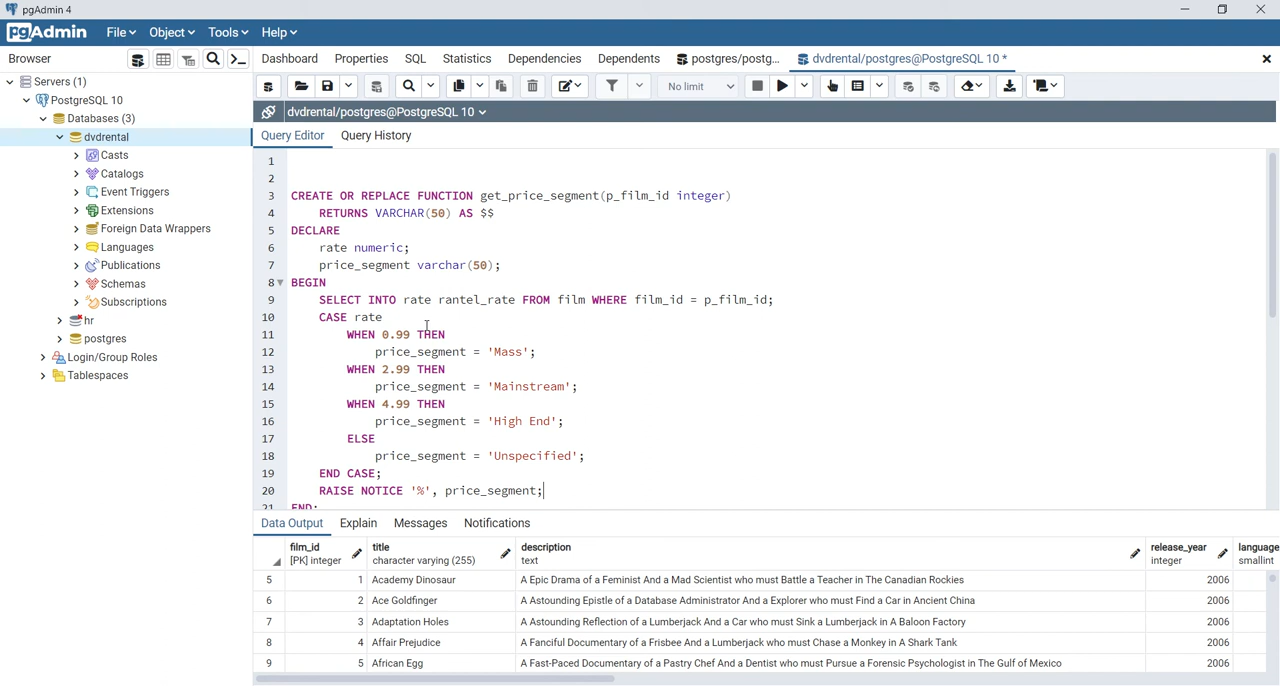 pgAdmin 4
pgAdmin File Object Tools Help
Browser
Dashboard Properties SQL Statistics Dependencies Dependents postgres/postg... dvdrental/postgres@PostgreSQL 10 *
Servers (1)
PostgreSQL 10
Databases (3)
dvdrental
Casts
Catalogs
Event Triggers
Extensions
Foreign Data Wrappers
Languages
Publications
Schemas
Subscriptions
hr
postgres
Login/Group Roles
Tablespaces
No limit
dvdrental/postgres@PostgreSQL 10
Query Editor Query History
1
2
3 CREATE OR REPLACE FUNCTION get_price_segment(p_film_id integer)
4 RETURNS VARCHAR(50) AS $$
5 DECLARE
6 rate numeric;
7 price_segment varchar(50);
8 BEGIN
9 SELECT INTO rate rantel_rate FROM film WHERE film_id = p_film_id;
10 CASE rate
11 WHEN 0.99 THEN
12 price_segment = 'Mass';
13 WHEN 2.99 THEN
14 price_segment = 'Mainstream';
15 WHEN 4.99 THEN
16 price_segment = 'High End';
17 ELSE
18 price_segment = 'Unspecified';
19 END CASE;
20 RAISE NOTICE '%', price_segment;
21 END;
Data Output Explain Messages Notifications
film_id title description release_year language
[PK] integer character varying (255) text integer smallint
5 1 Academy Dinosaur A Epic Drama of a Feminist And a Mad Scientist who must Battle a Teacher in The Canadian Rockies 2006
6 2 Ace Goldfinger A Astounding Epistle of a Database Administrator And a Explorer who must Find a Car in Ancient China 2006
7 3 Adaptation Holes A Astounding Reflection of a Lumberjack And a Car who must Sink a Lumberjack in A Baloon Factory 2006
8 4 Affair Prejudice A Fanciful Documentary of a Frisbee And a Lumberjack who must Chase a Monkey in A Shark Tank 2006
9 5 African Egg A Fast-Paced Documentary of a Pastry Chef And a Dentist who must Pursue a Forensic Psychologist in The Gulf of Mexico 2006